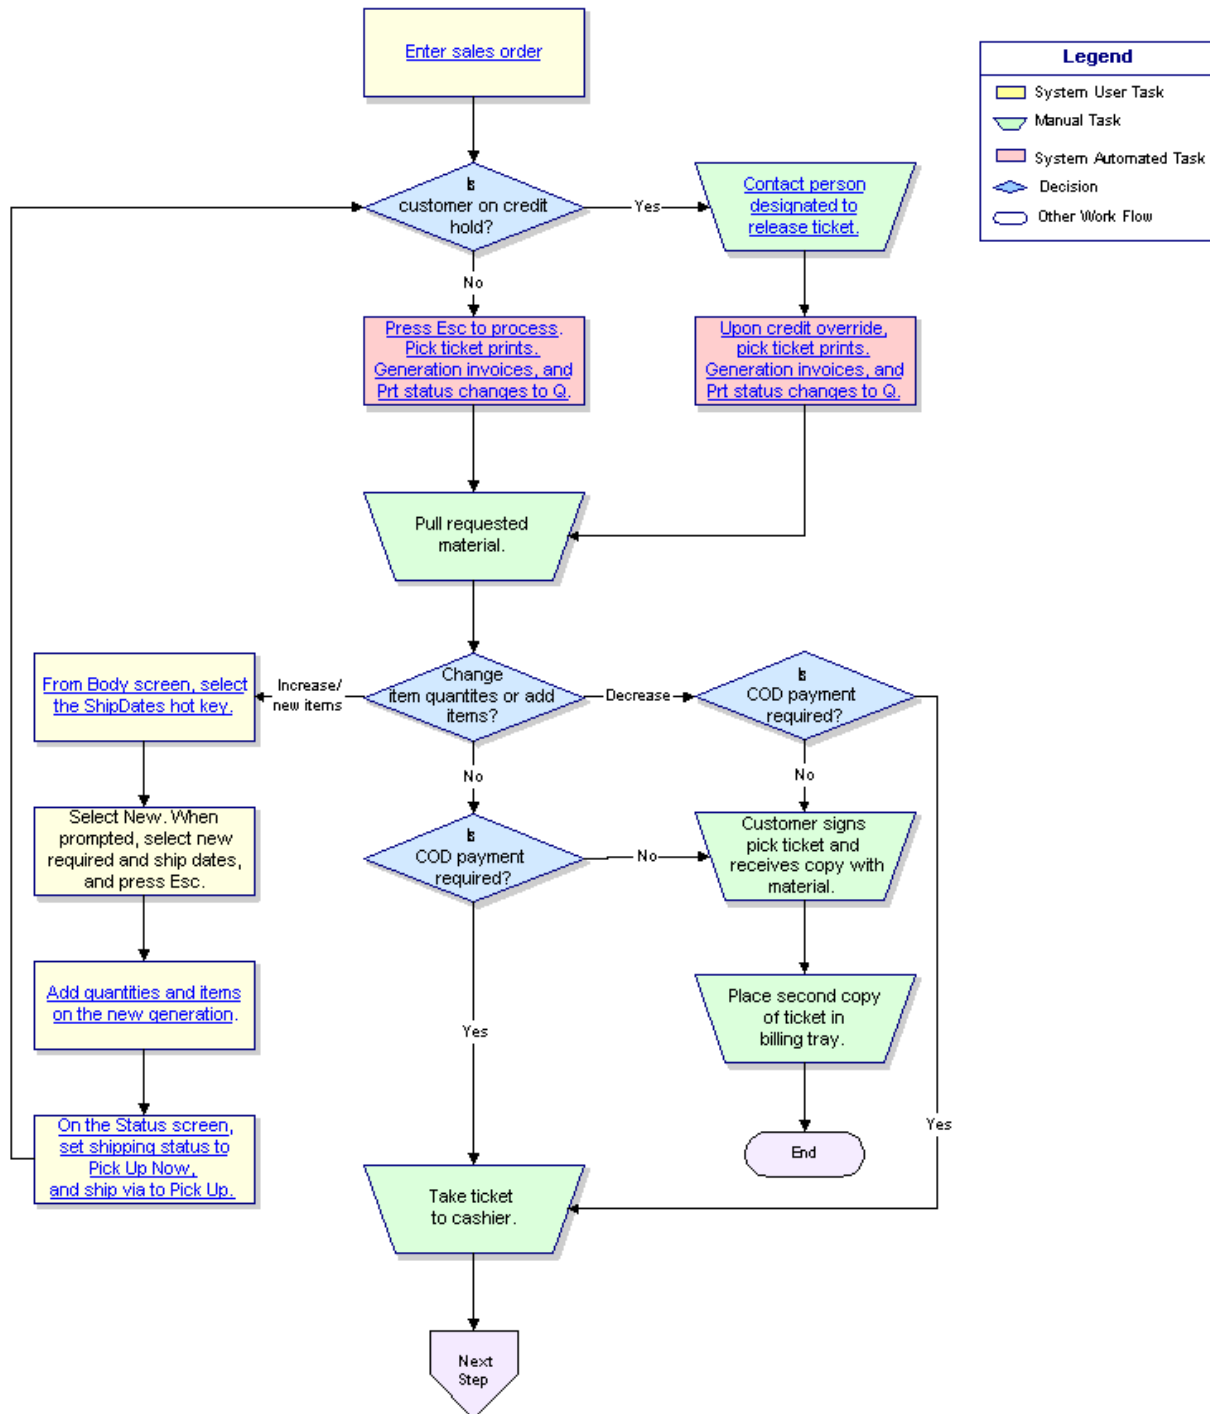 Enter sales order
Legend
System User Task
Manual Task
System Automated Task
Decision
Other Work Flow
Is
customer on credit
hold?
Yes
Contact person
designated to
release ticket.
No
Press Esc to process.
Pick ticket prints.
Generation invoices, and
Prt status changes to Q.
Upon credit override,
pick ticket prints.
Generation invoices, and
Prt status changes to Q.
Pull requested
material.
From Body screen, select
the ShipDates hot key.
Increase/
new items
Change
item quantites or add
items?
Decrease
Is
COD payment
required?
No
No
Select New. When
prompted, select new
required and ship dates,
and press Esc.
Is
COD payment
required?
No
Customer signs
pick ticket and
receives copy with
material.
Add quantities and items
on the new generation.
Yes
Place second copy
of ticket in
billing tray.
On the Status screen,
set shipping status to
Pick Up Now,
and ship via to Pick Up.
End
Yes
Take ticket
to cashier.
Next
Step